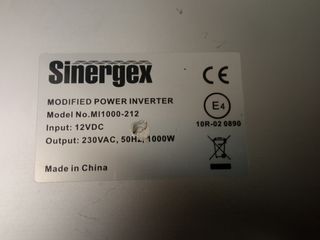 Sinergex
CE
MODIFIED POWER INVERTER
Model No.MI1000-212
E4
Input: 12VDC
10R-02 0890
Output: 230VAC, 50Hz, 1000W
Made in China